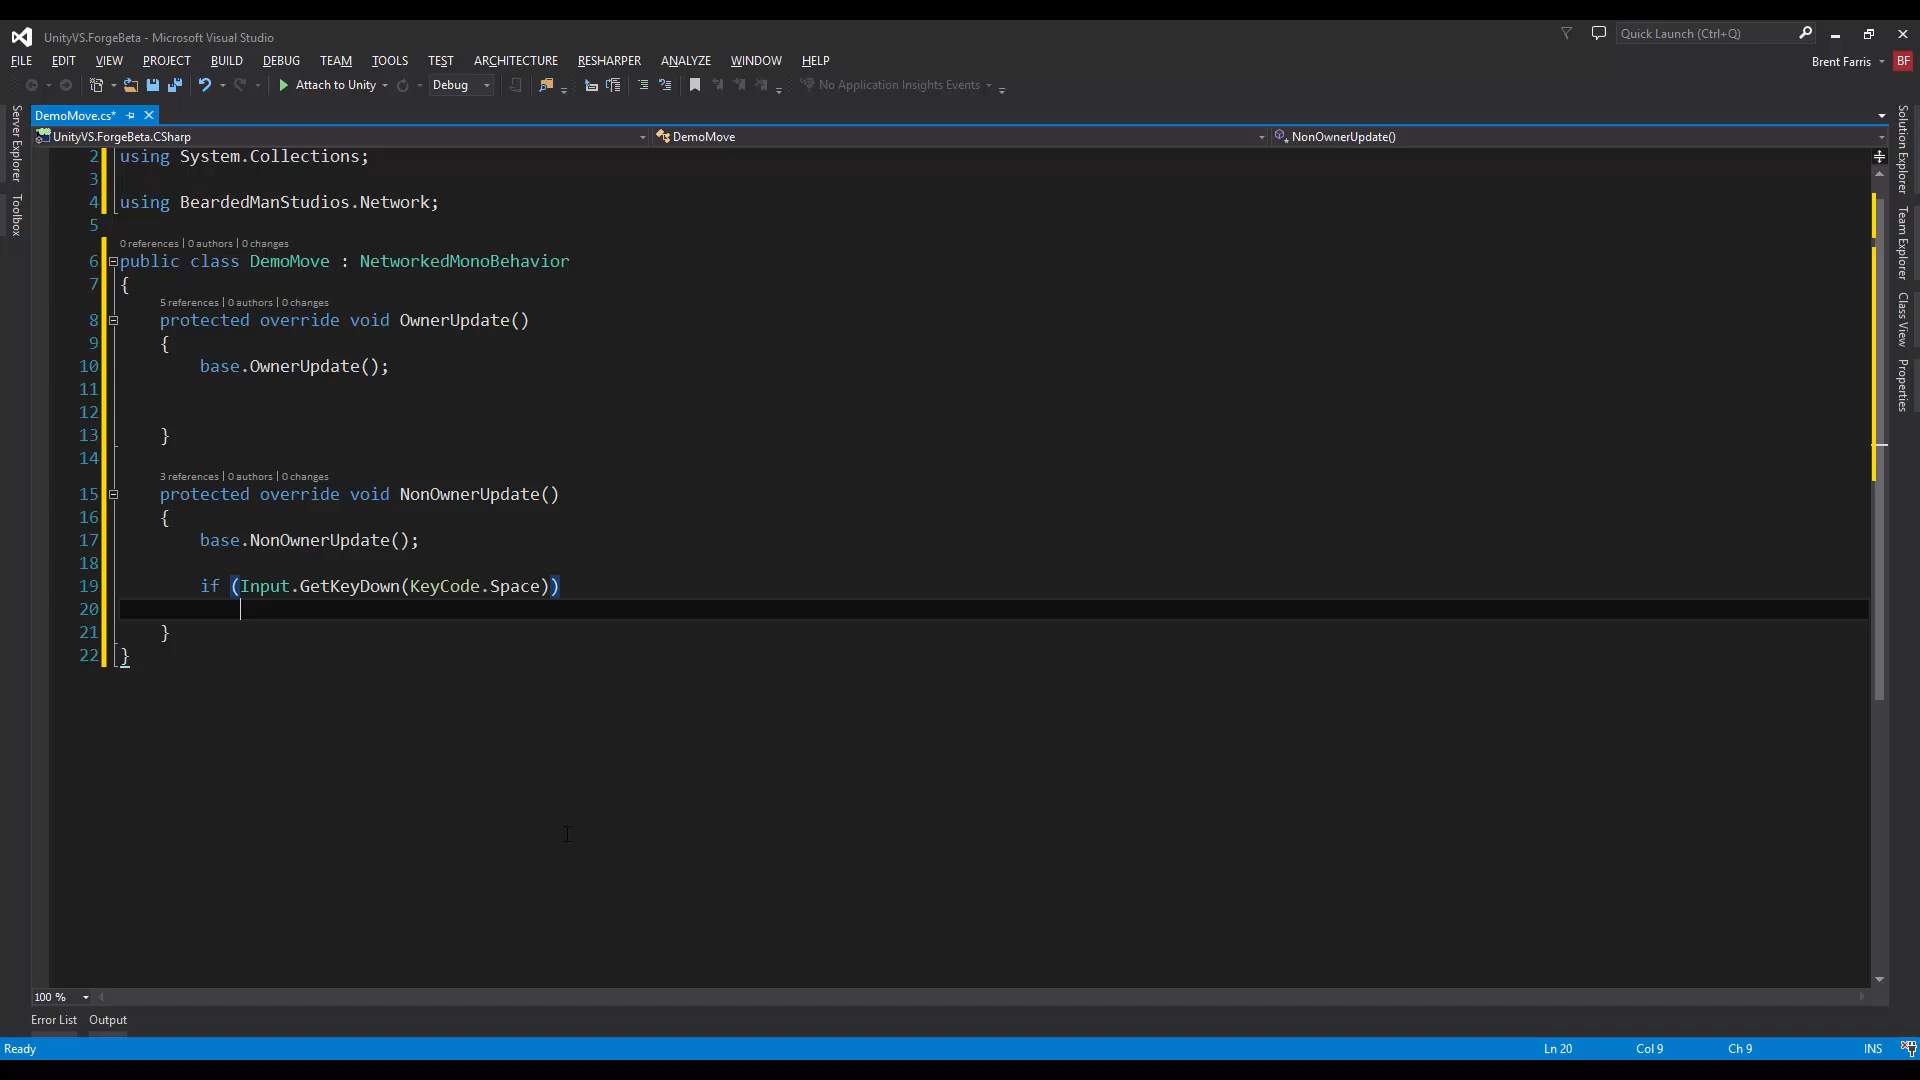 UnityVS.ForgeBeta - Microsoft Visual Studio
Quick Launch (Ctrl+Q)
FILE EDIT VIEW PROJECT BUILD DEBUG TEAM TOOLS TEST ARCHITECTURE RESHARPER ANALYZE WINDOW HELP
Brent Farris BF
Attach to Unity Debug No Application Insights Events
DemoMove.cs*
UnityVS.ForgeBeta.CSharp DemoMove NonOwnerUpdate()
Server Explorer
Toolbox
Solution Explorer
Team Explorer
Class View
Properties
2 using System.Collections;
3
4 using BeardedManStudios.Network;
5
0 references | 0 authors | 0 changes
6 public class DemoMove : NetworkedMonoBehavior
7 {
5 references | 0 authors | 0 changes
8 protected override void OwnerUpdate()
9 {
10 base.OwnerUpdate();
11
12
13 }
14
3 references | 0 authors | 0 changes
15 protected override void NonOwnerUpdate()
16 {
17 base.NonOwnerUpdate();
18
19 if (Input.GetKeyDown(KeyCode.Space))
20
21 }
22 }
100 %
Error List Output
Ready Ln 20 Col 9 Ch 9 INS